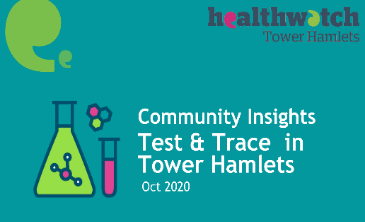 healthwatch
Tower Hamlets
Community Insights
Test & Trace in
Tower Hamlets
Oct 2020